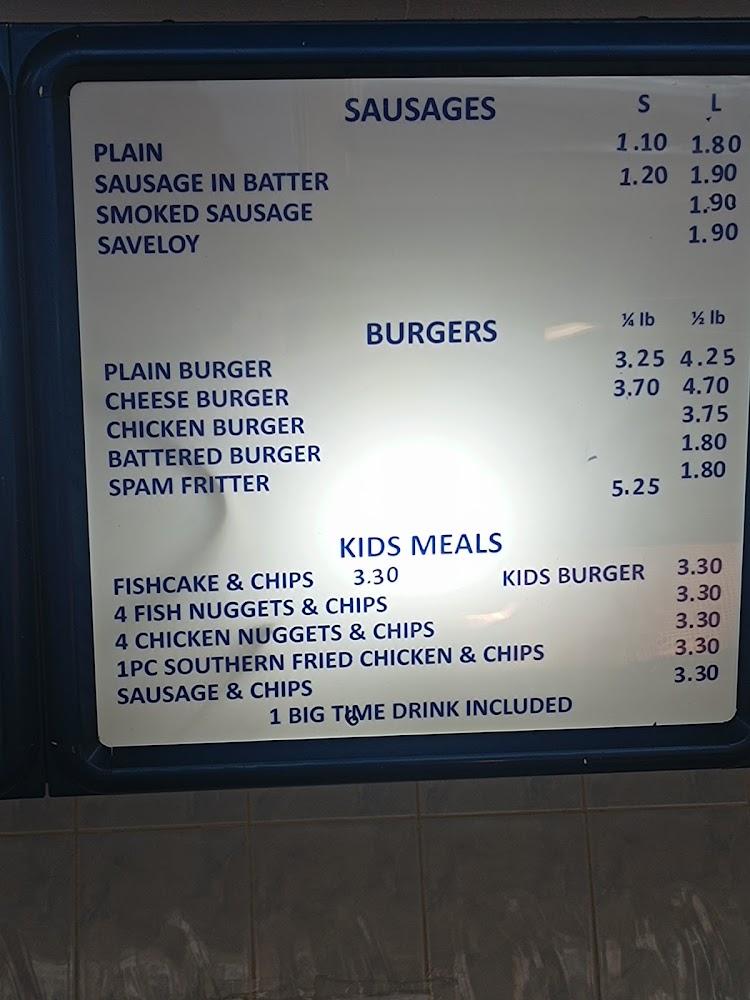 SAUSAGES S L
PLAIN 1.10 1.80
SAUSAGE IN BATTER 1.20 1.90
SMOKED SAUSAGE 1.90
SAVELOY 1.90
BURGERS ¼ lb ½ lb
PLAIN BURGER 3.25 4.25
CHEESE BURGER 3.70 4.70
CHICKEN BURGER 3.75
BATTERED BURGER 1.80
SPAM FRITTER 5.25 1.80
KIDS MEALS
FISHCAKE & CHIPS 3.30 KIDS BURGER 3.30
4 FISH NUGGETS & CHIPS 3.30
4 CHICKEN NUGGETS & CHIPS 3.30
1PC SOUTHERN FRIED CHICKEN & CHIPS 3.30
SAUSAGE & CHIPS 3.30
1 BIG TIME DRINK INCLUDED